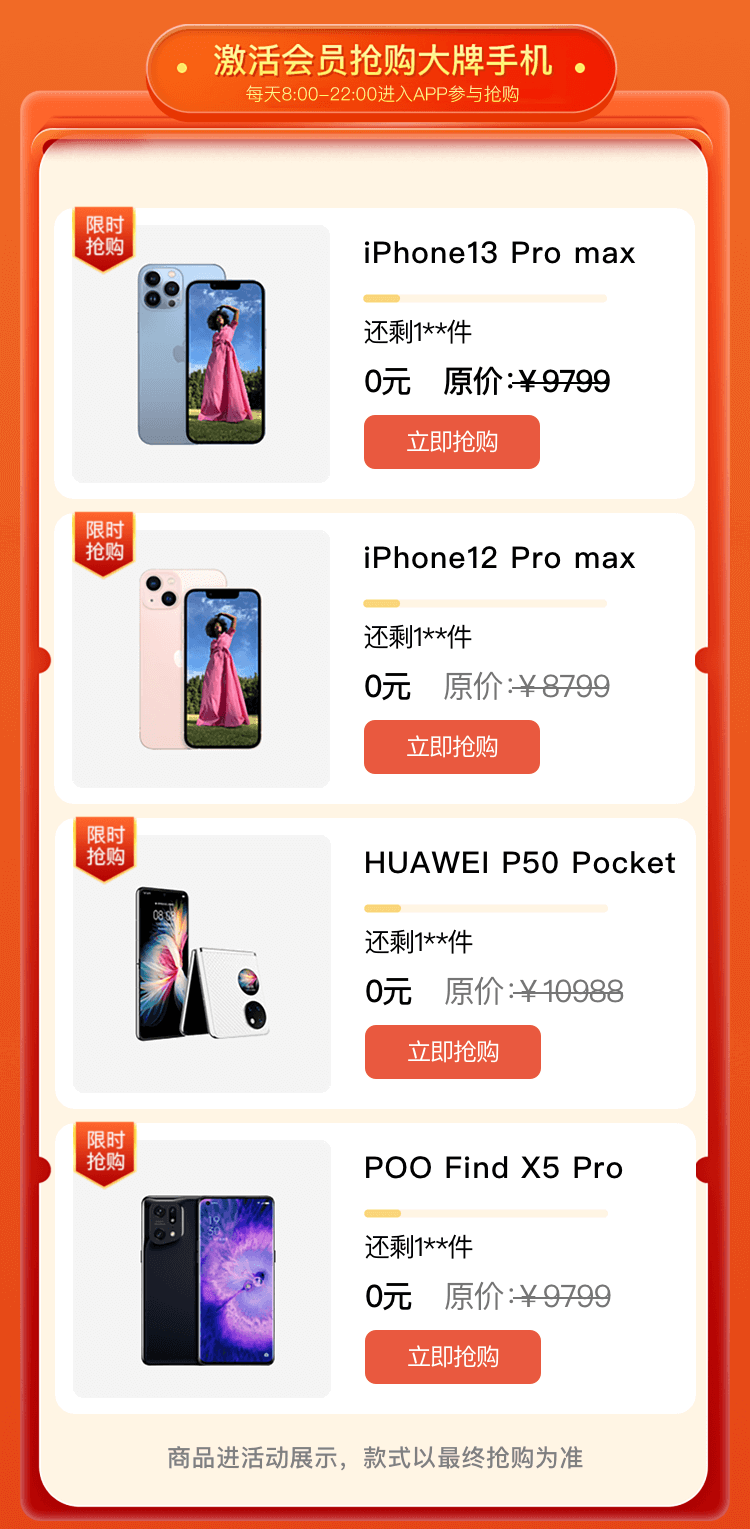 激活会员抢购大牌手机
每天8:00-22:00进入APP参与抢购
限时
抢购
iPhone13 Pro max
还剩1**件
0元 原价:¥9799
立即抢购
限时
抢购
iPhone12 Pro max
还剩1**件
0元 原价:¥8799
立即抢购
限时
抢购
08:58
HUAWEI P50 Pocket
还剩1**件
0元 原价:¥10988
立即抢购
限时
抢购
19
30
POO Find X5 Pro
还剩1**件
0元 原价:¥9799
立即抢购
商品进活动展示，款式以最终抢购为准